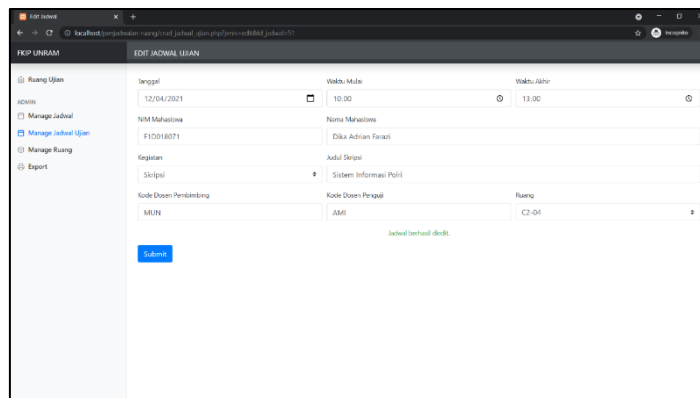 Edit Jadwal
localhost/penjadwalan-ruang/crud_jadwal_ujian.php?jenis=edit&id_jadwal=51
Incognito
FKIP UNRAM
EDIT JADWAL UJIAN
Ruang Ujian
ADMIN
Manage Jadwal
Manage Jadwal Ujian
Manage Ruang
Export
Tanggal
Waktu Mulai
Waktu Akhir
12/04/2021
10:00
13:00
NIM Mahasiswa
Nama Mahasiswa
F1D018071
Dika Adrian Farazi
Kegiatan
Judul Skripsi
Skripsi
Sistem Informasi Polri
Kode Dosen Pembimbing
Kode Dosen Penguji
Ruang
MUN
AMI
C2-04
Jadwal berhasil diedit.
Submit